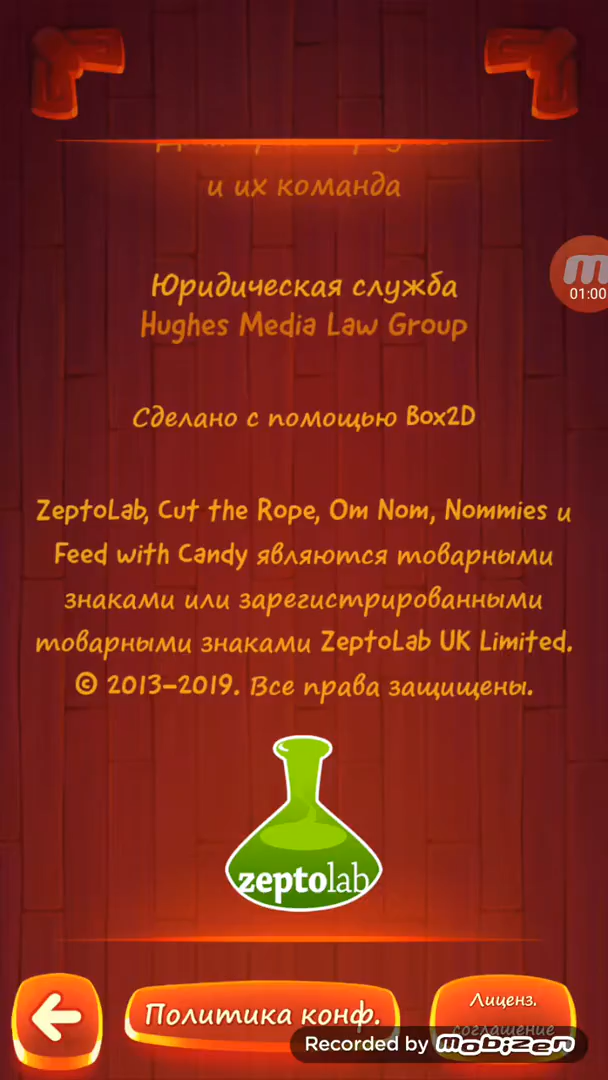 и их команда
Юридическая служба
Hughes Media Law Group
01:00
Сделано с помощью Box2D
ZeptoLab, Cut the Rope, Om Nom, Nommies и
Feed with Candy являются товарными
знаками или зарегистрированными
товарными знаками ZeptoLab UK Limited.
© 2013–2019. Все права защищены.
zeptolab
Политика конф.
Лиценз.
соглашение
Recorded by mobizen